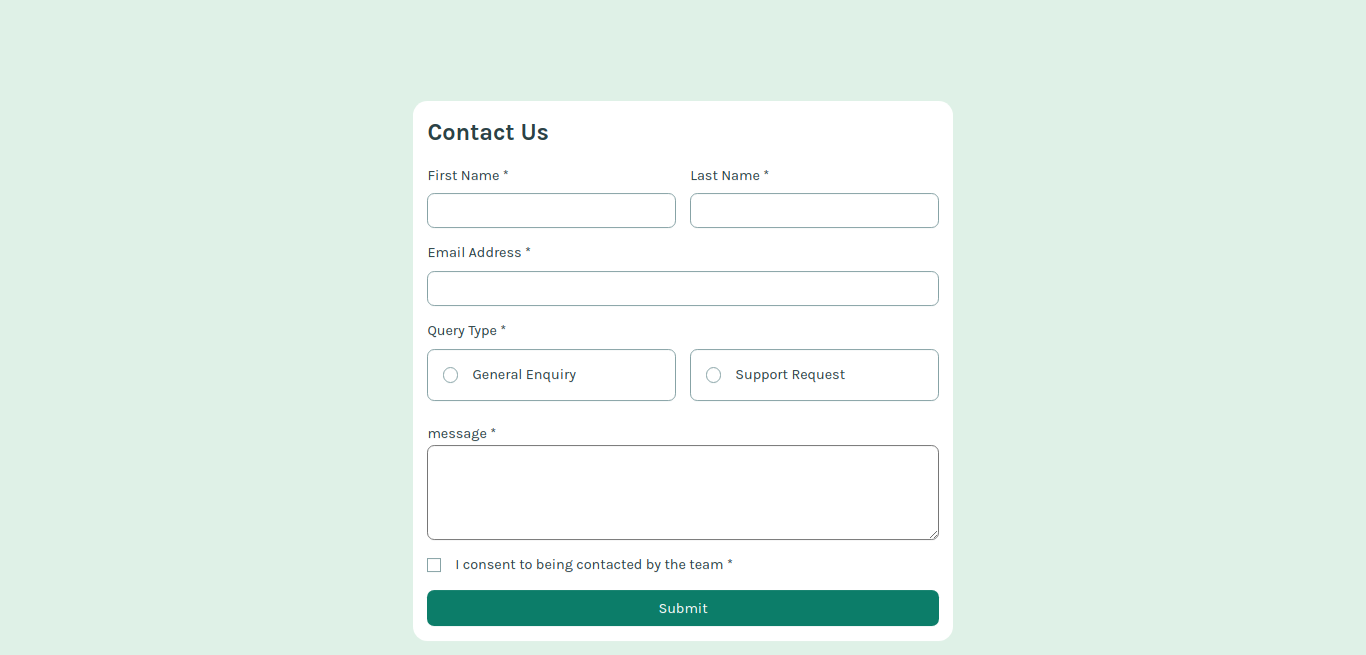 Contact Us
First Name * Last Name *
Email Address *
Query Type *
General Enquiry Support Request
message *
I consent to being contacted by the team *
Submit